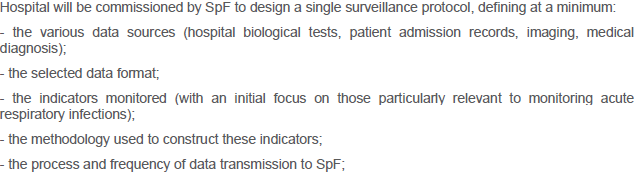 Hospital will be commissioned by SpF to design a single surveillance protocol, defining at a minimum:
- the various data sources (hospital biological tests, patient admission records, imaging, medical
diagnosis);
- the selected data format;
- the indicators monitored (with an initial focus on those particularly relevant to monitoring acute
respiratory infections);
- the methodology used to construct these indicators;
- the process and frequency of data transmission to SpF;